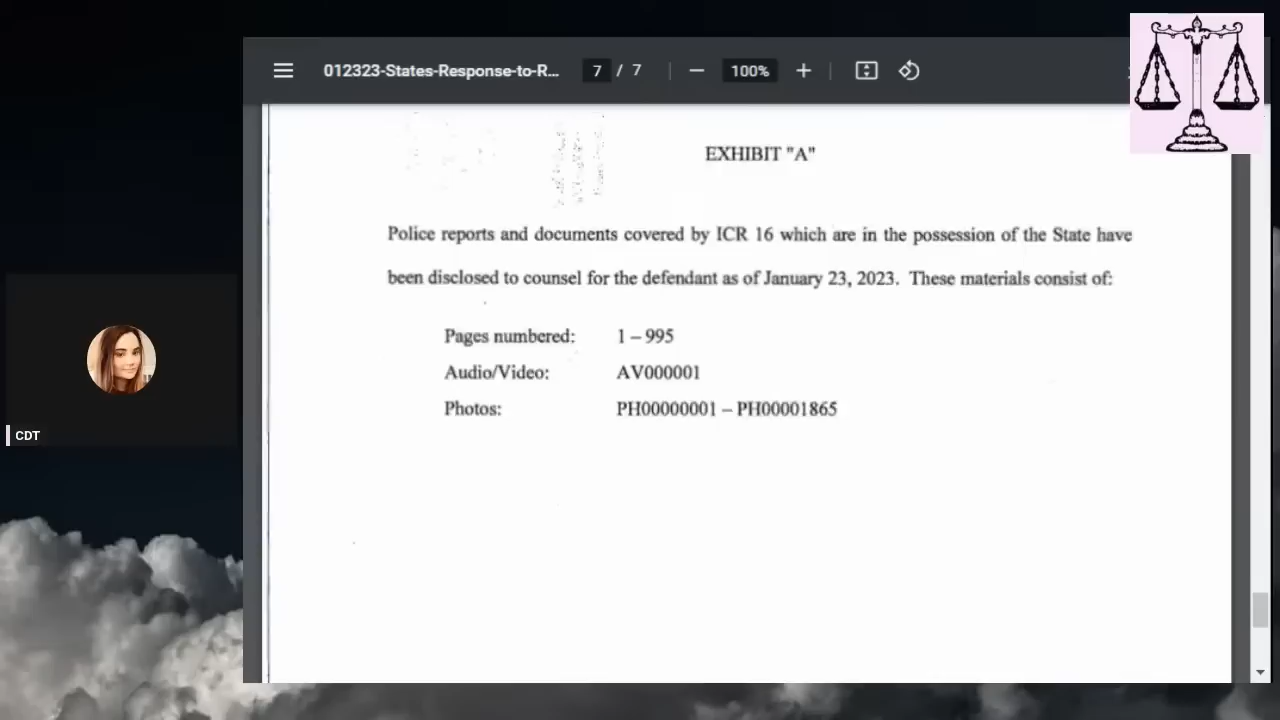 012323-States-Response-to-R... 7 / 7 100%
EXHIBIT "A"
Police reports and documents covered by ICR 16 which are in the possession of the State have
been disclosed to counsel for the defendant as of January 23, 2023. These materials consist of:
Pages numbered: 1 – 995
Audio/Video: AV000001
Photos: PH00000001 – PH00001865
CDT